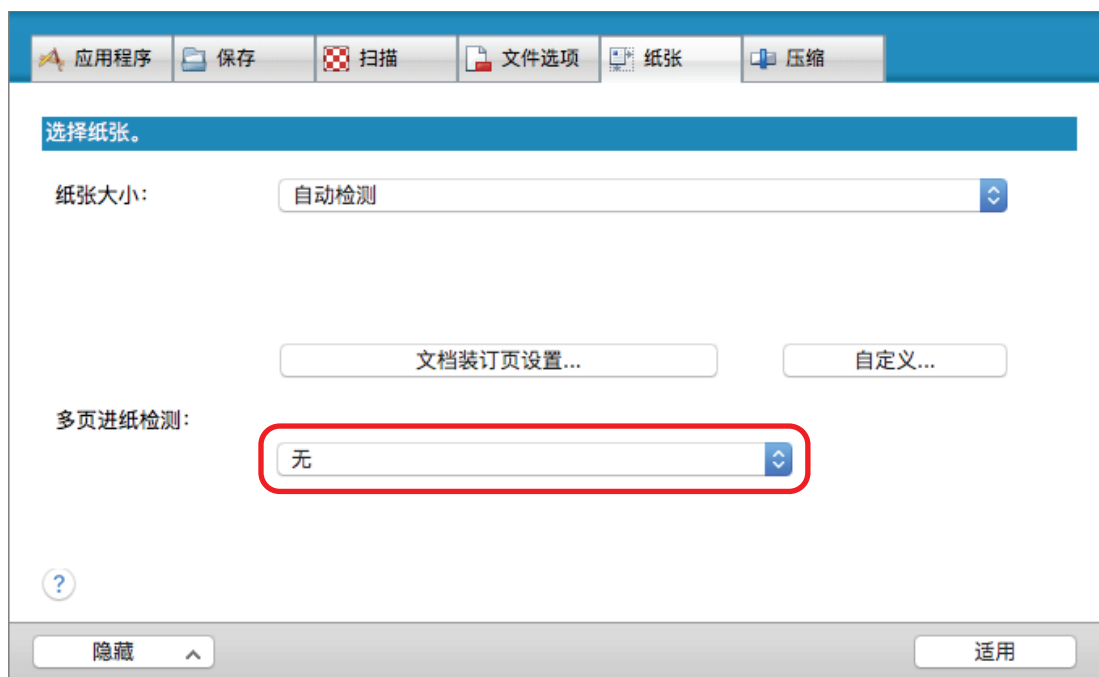 应用程序 保存 扫描 文件选项 纸张 压缩
选择纸张。
纸张大小: 自动检测
文档装订页设置... 自定义...
多页进纸检测:
无
?
隐藏 适用